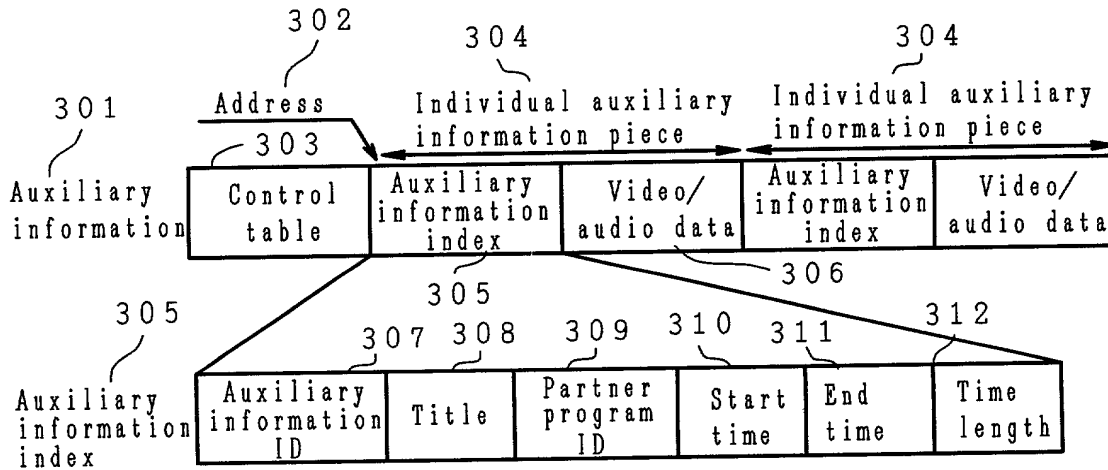 302
304
304
301
Address
Individual auxiliary
information piece
Individual auxiliary
information piece
303
Auxiliary
information
Control
table
Auxiliary
information
index
Video/
audio data
Auxiliary
information
index
Video/
audio data
305
306
305
307
308
309
310
311
312
Auxiliary
information
index
Auxiliary
information
ID
Title
Partner
program
ID
Start
time
End
time
Time
length